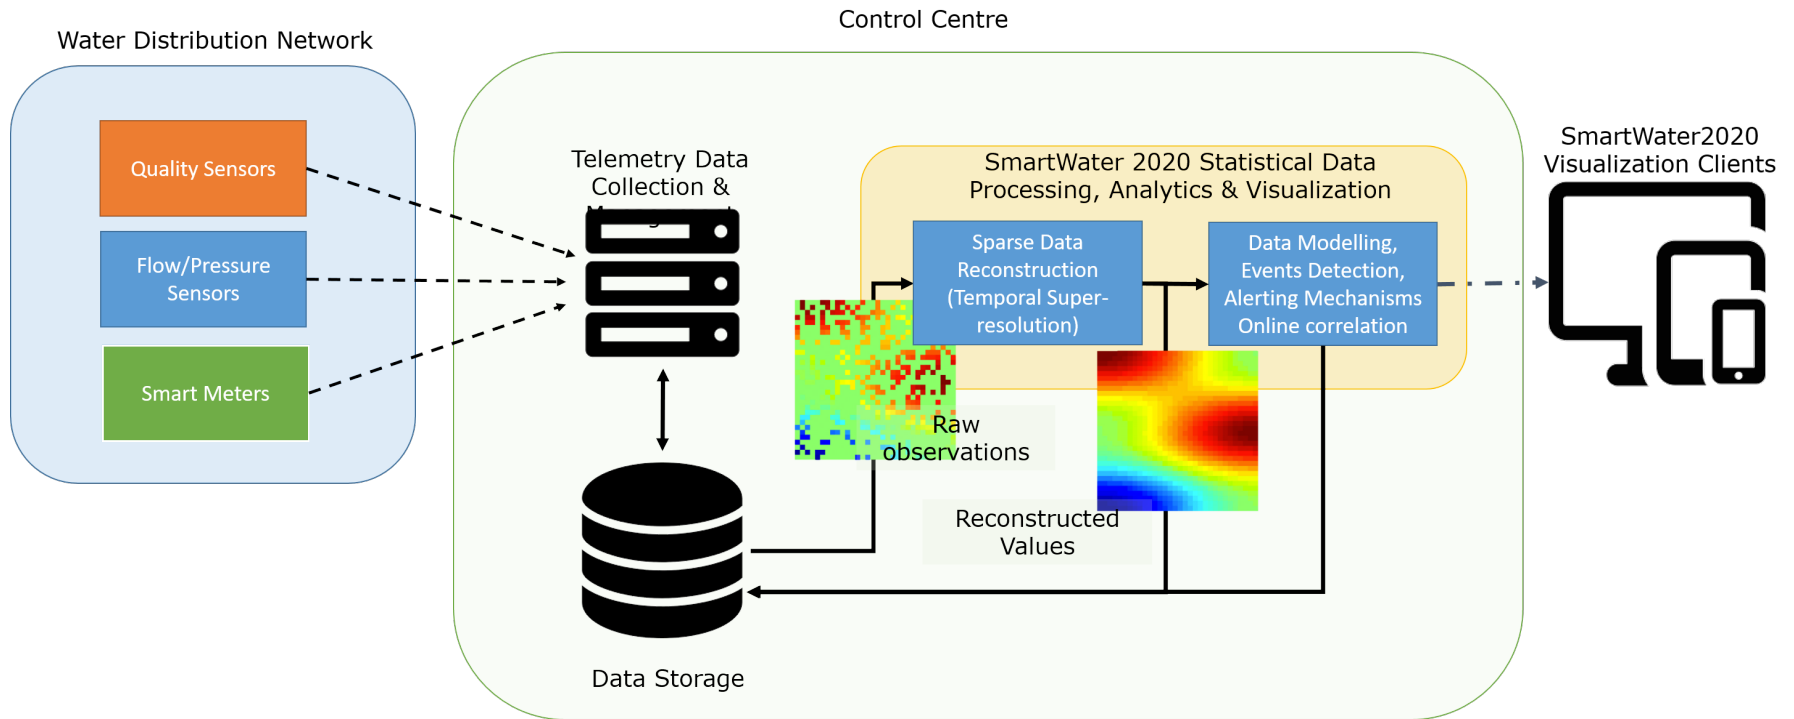 Control Centre
Water Distribution Network
Quality Sensors
Flow/Pressure
Sensors
Smart Meters
Telemetry Data
Collection &
SmartWater 2020 Statistical Data
Processing, Analytics & Visualization
Sparse Data
Reconstruction
(Temporal Super-
resolution)
Data Modelling,
Events Detection,
Alerting Mechanisms
Online correlation
SmartWater2020
Visualization Clients
Raw
observations
Reconstructed
Values
Data Storage